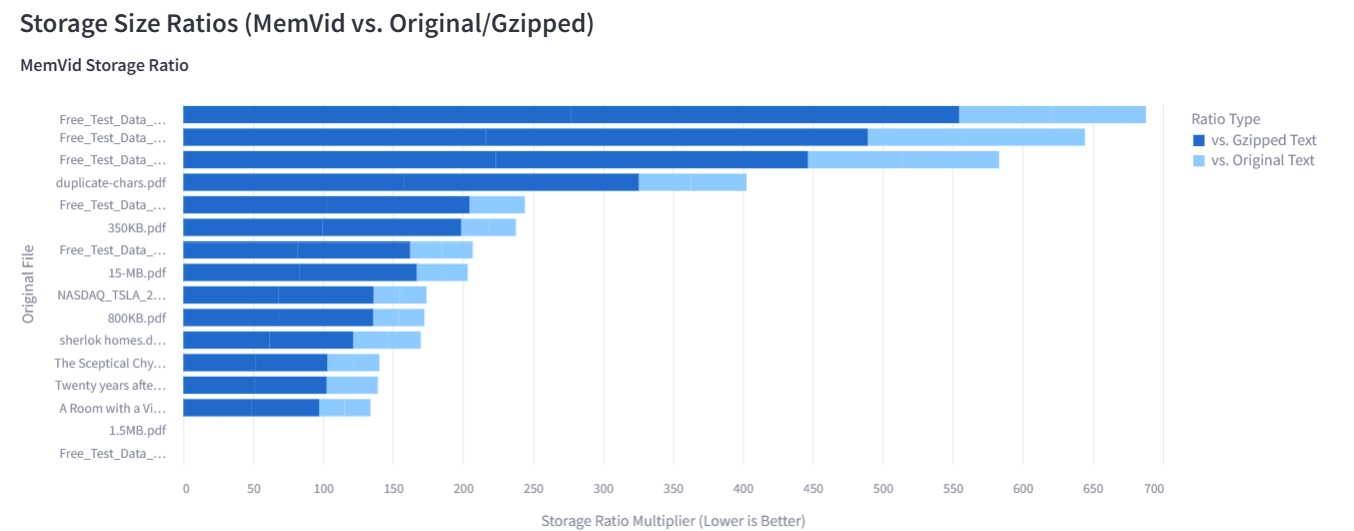 Storage Size Ratios (MemVid vs. Original/Gzipped)
MemVid Storage Ratio
Original File
Free_Test_Data_…
Free_Test_Data_…
Free_Test_Data_…
duplicate-chars.pdf
Free_Test_Data_…
350KB.pdf
Free_Test_Data_…
15-MB.pdf
NASDAQ_TSLA_2…
800KB.pdf
sherlok homes.d…
The Sceptical Chy…
Twenty years afte…
A Room with a Vi…
1.5MB.pdf
Free_Test_Data_…
0 50 100 150 200 250 300 350 400 450 500 550 600 650 700
Storage Ratio Multiplier (Lower is Better)
Ratio Type
vs. Gzipped Text
vs. Original Text